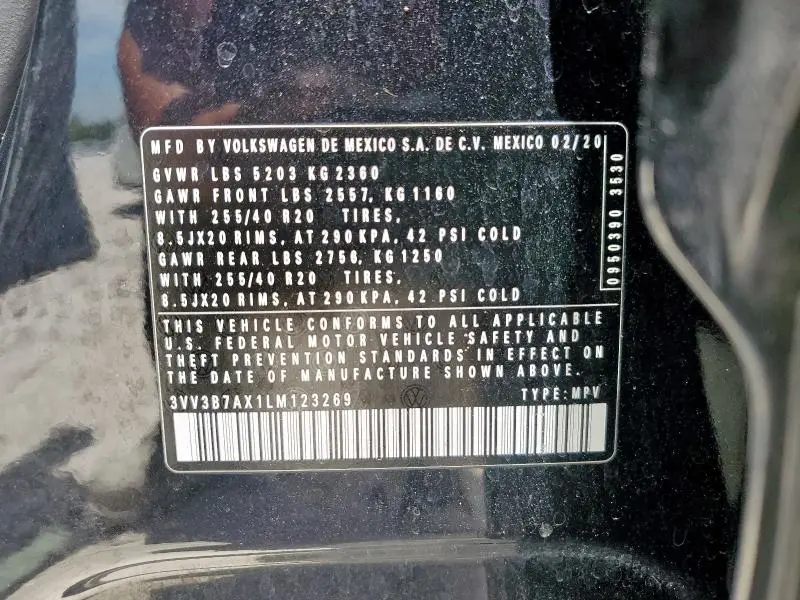 MFD BY VOLKSWAGEN DE MEXICO S.A. DE C.V. MEXICO 02/20
GVWR LBS 5203 KG 2360
GAWR FRONT LBS 2557, KG 1160
WITH 255/40 R20 TIRES,
8.5JX20 RIMS, AT 290 KPA, 42 PSI COLD
GAWR REAR LBS 2756, KG 1250
WITH 255/40 R20 TIRES,
8.5JX20 RIMS, AT 290 KPA, 42 PSI COLD
0950390 3530
THIS VEHICLE CONFORMS TO ALL APPLICABLE
U.S. FEDERAL MOTOR VEHICLE SAFETY AND
THEFT PREVENTION STANDARDS IN EFFECT ON
THE DATE OF MANUFACTURE SHOWN ABOVE.
3VV3B7AX1LM123269 TYPE: MPV